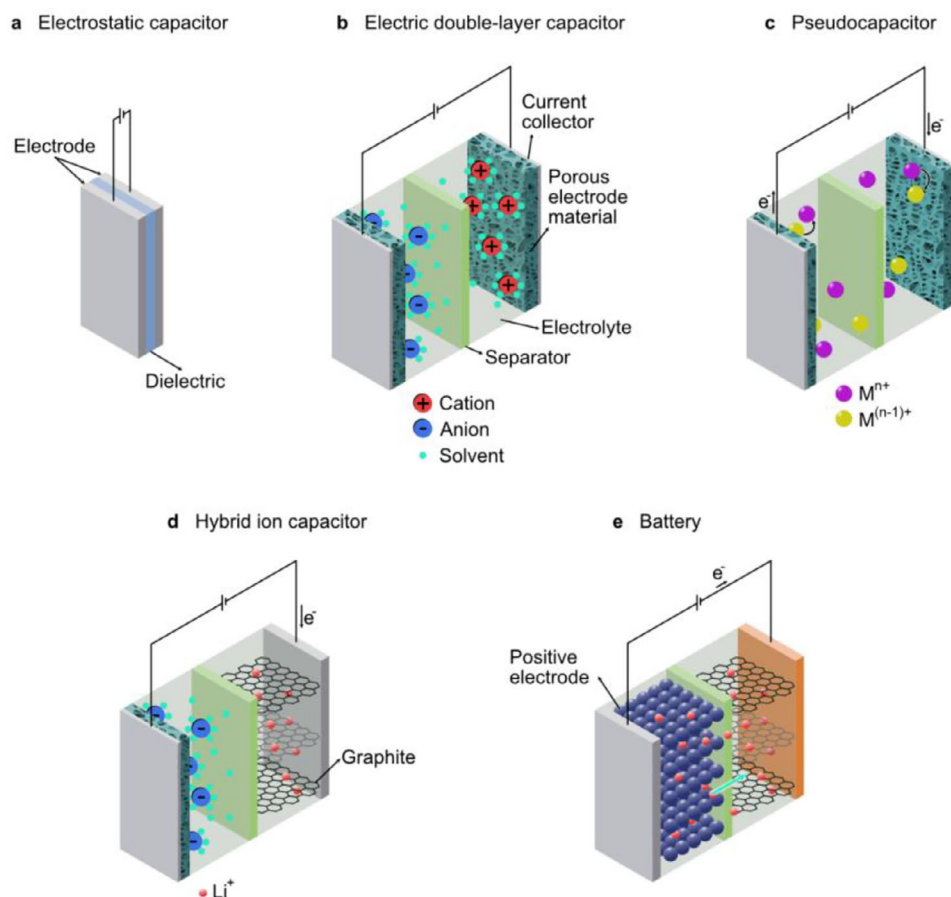 a Electrostatic capacitor
b Electric double-layer capacitor
c Pseudocapacitor
Electrode
Dielectric
Current
collector
Porous
electrode
material
Electrolyte
Separator
+ Cation
- Anion
Solvent
e-
e-
Mⁿ⁺
M⁽ⁿ⁻¹⁾⁺
d Hybrid ion capacitor
e Battery
e-
Graphite
Li⁺
e-
Positive
electrode